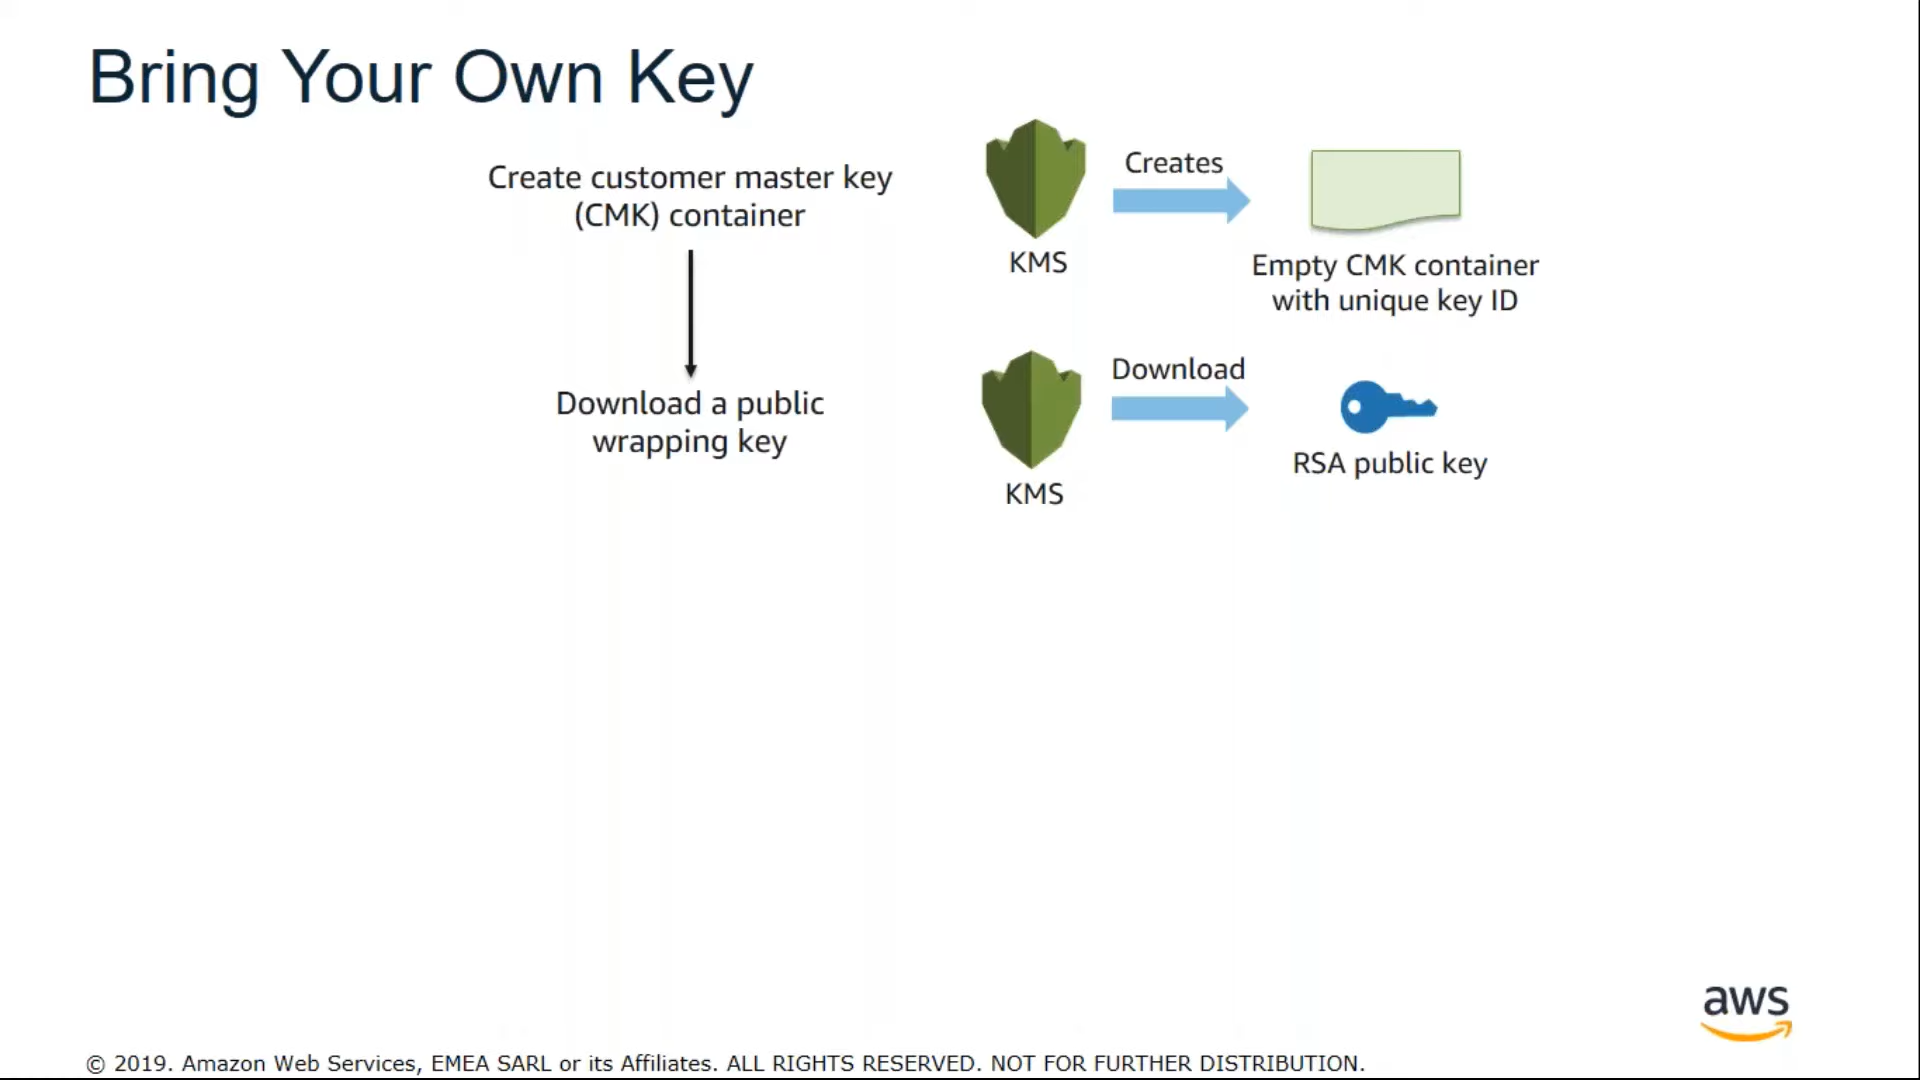 Bring Your Own Key
Create customer master key
(CMK) container
KMS
Creates
Empty CMK container
with unique key ID
Download a public
wrapping key
KMS
Download
RSA public key
aws
© 2019. Amazon Web Services, EMEA SARL or its Affiliates. ALL RIGHTS RESERVED. NOT FOR FURTHER DISTRIBUTION.